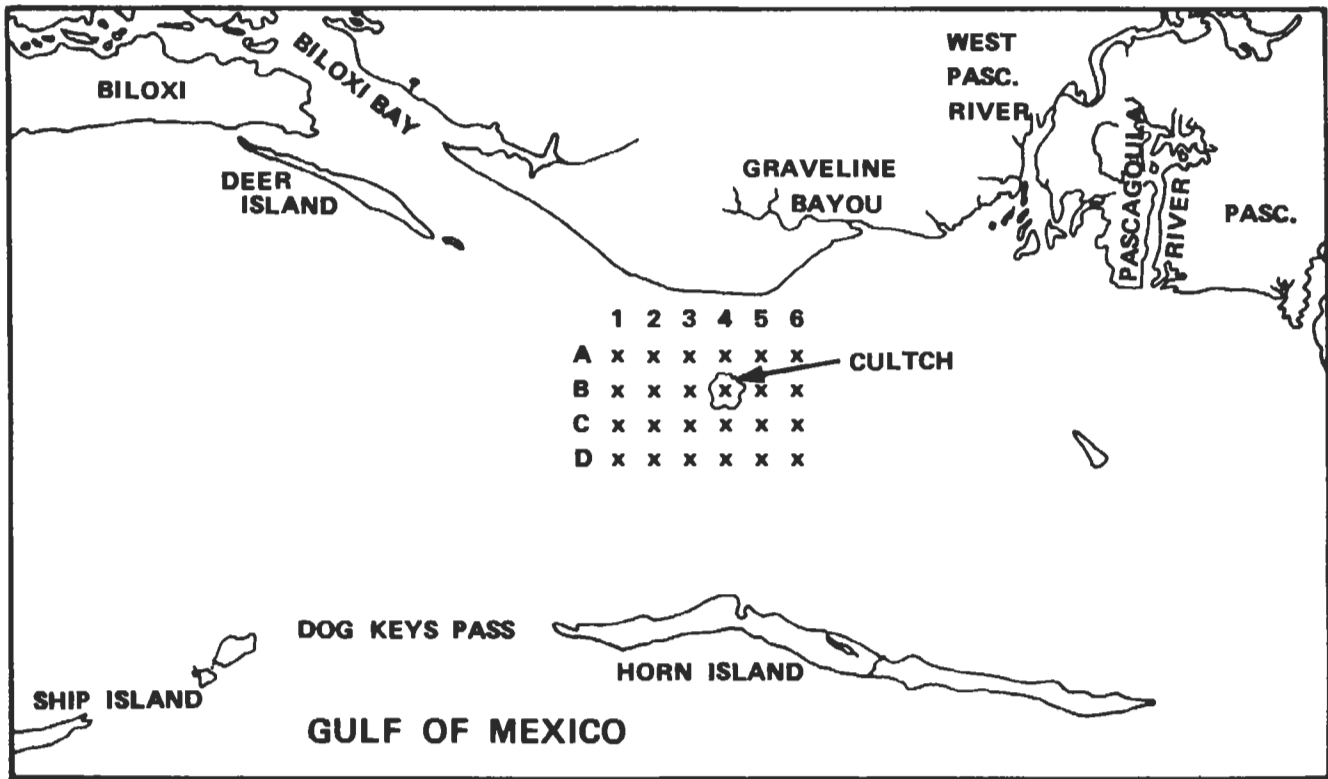 BILOXI
BILOXI BAY
WEST
PASC.
RIVER
DEER
ISLAND
GRAVELINE
BAYOU
PASCAGOULA
RIVER
PASC.
1 2 3 4 5 6
A x x x x x x
B x x x x x x
CULTCH
C x x x x x x
D x x x x x x
DOG KEYS PASS
HORN ISLAND
SHIP ISLAND
GULF OF MEXICO